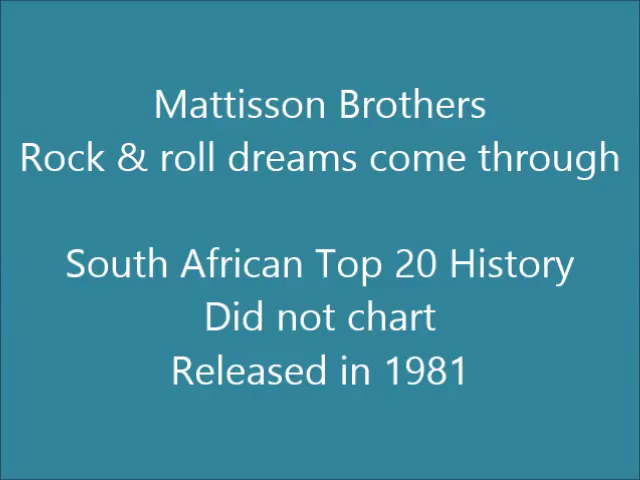 Mattisson Brothers
Rock & roll dreams come through
South African Top 20 History
Did not chart
Released in 1981